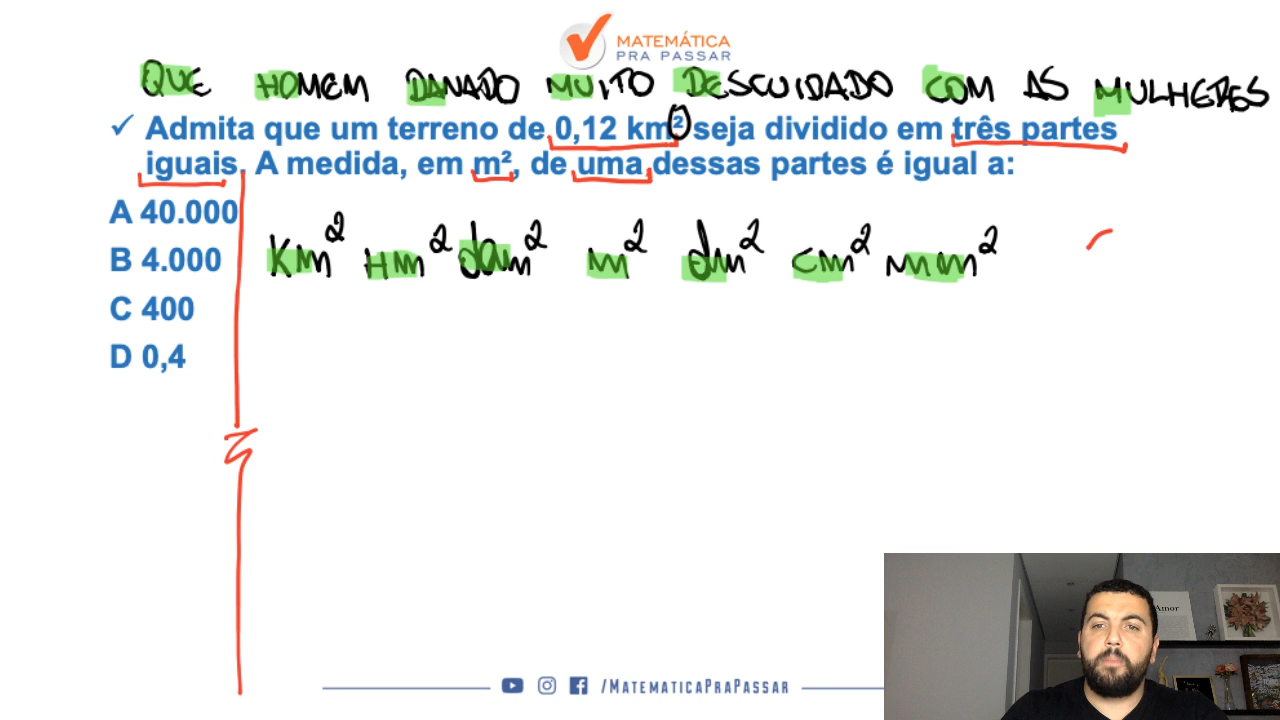 MATEMÁTICA
PRA PASSAR
QUE HOMEM DANADO MUITO DESCUIDADO COM AS MULHERES
✓ Admita que um terreno de 0,12 km² seja dividido em três partes
iguais. A medida, em m², de uma dessas partes é igual a:
A 40.000
B 4.000
C 400
D 0,4
Km² Hm² dam² m² dm² cm² mm²
Amor
/MATEMATICAPRAPASSAR